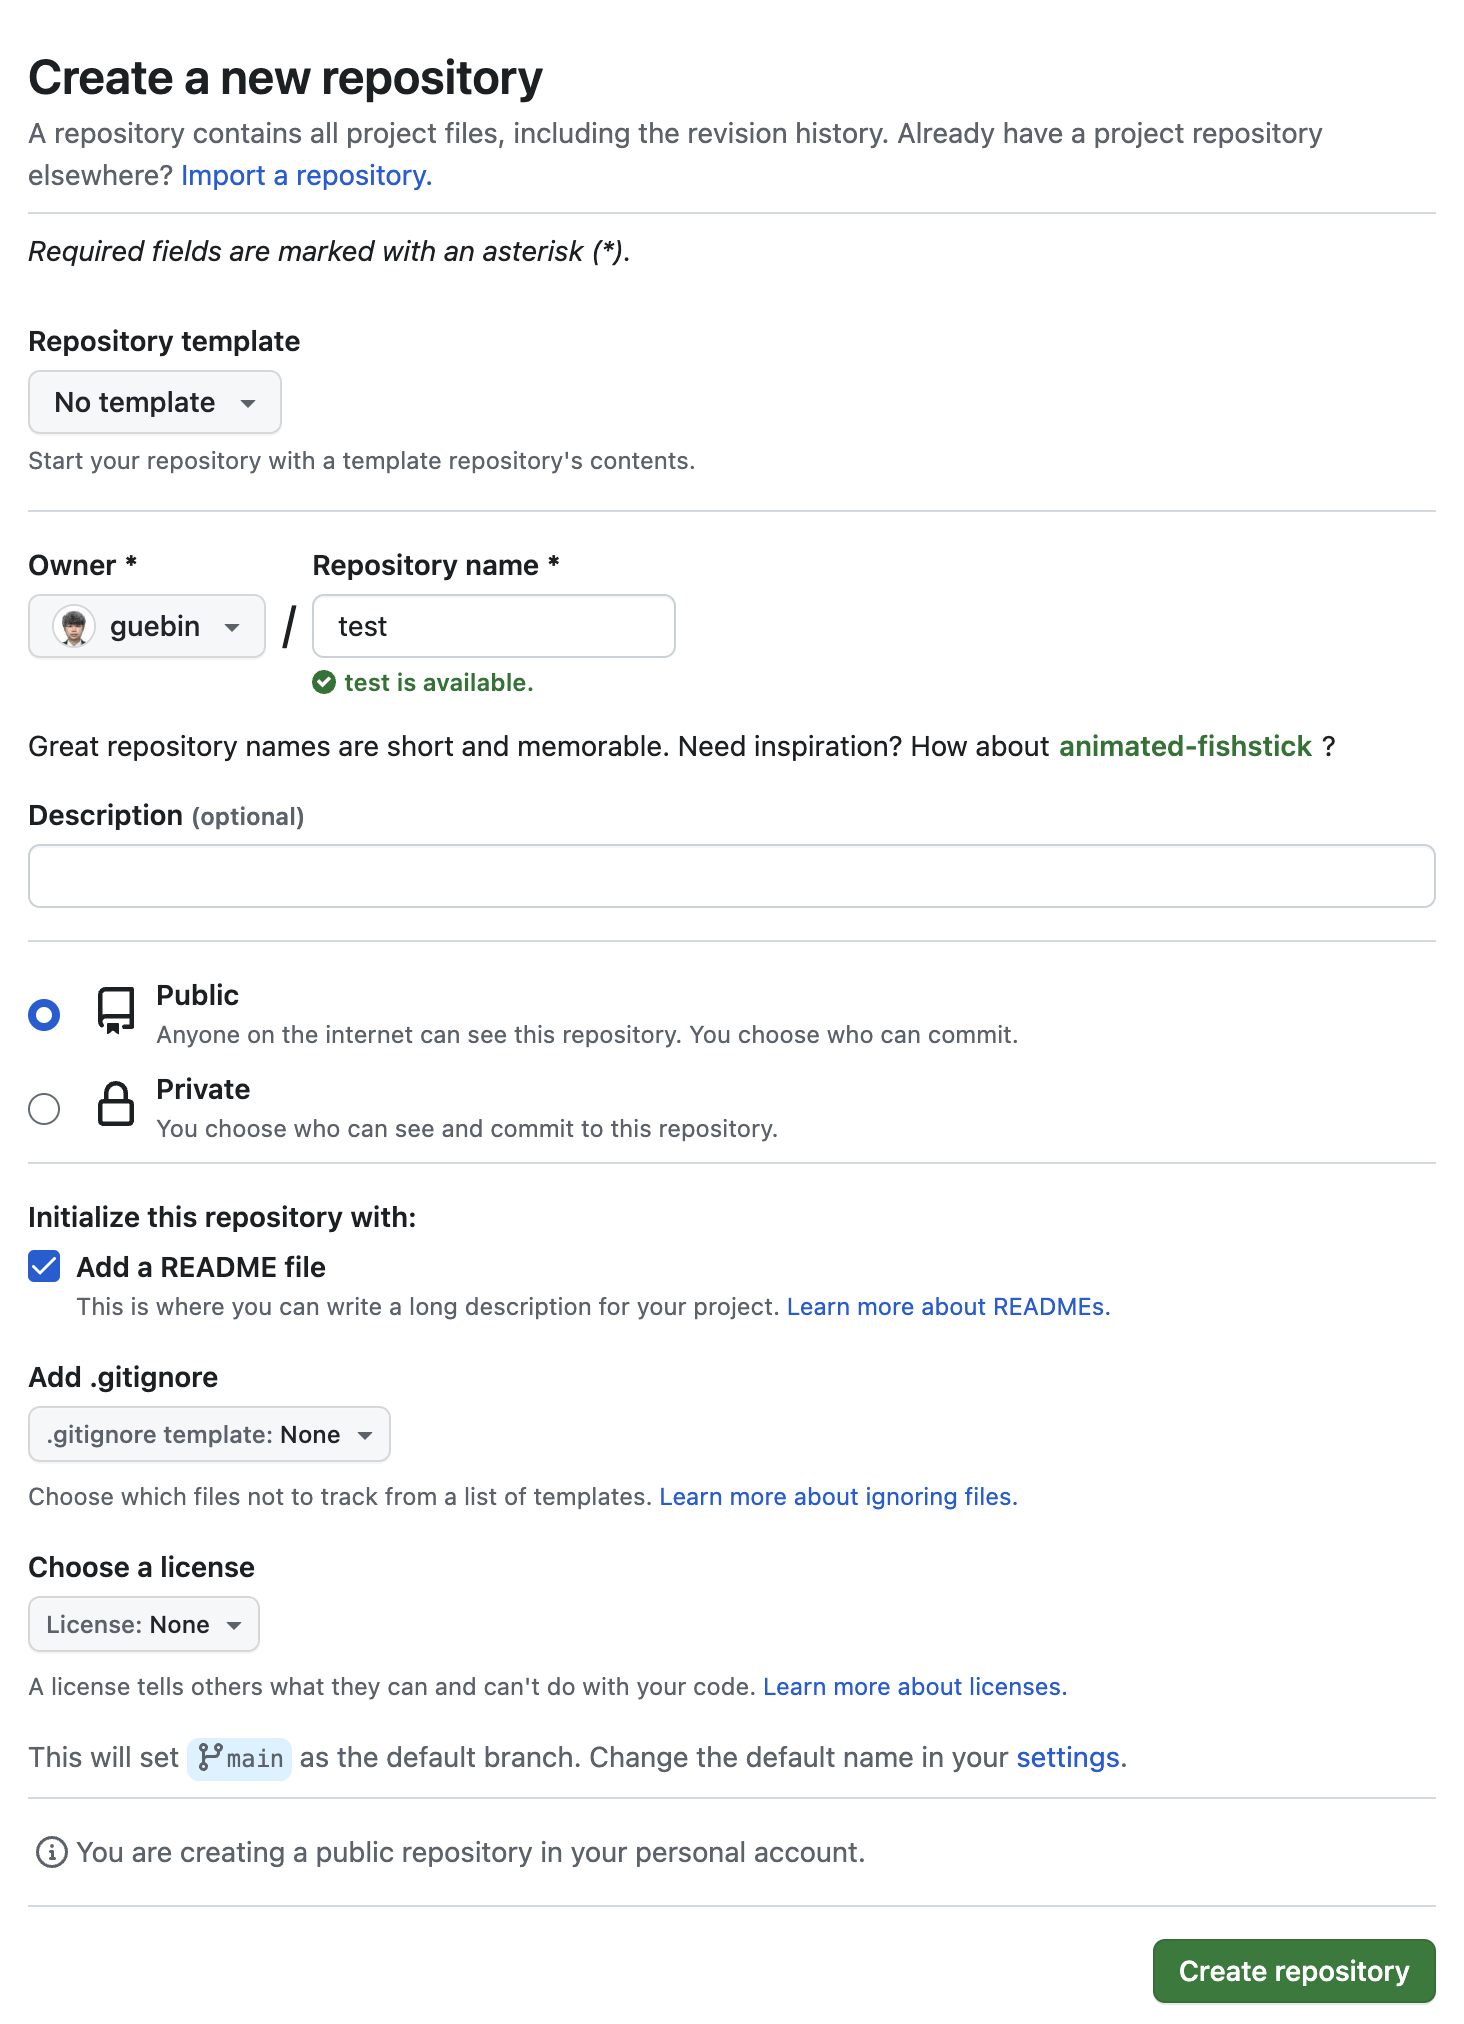 Create a new repository
A repository contains all project files, including the revision history. Already have a project repository
elsewhere? Import a repository.
Required fields are marked with an asterisk (*).
Repository template
No template
Start your repository with a template repository's contents.
Owner *
Repository name *
guebin / test
test is available.
Great repository names are short and memorable. Need inspiration? How about animated-fishstick ?
Description (optional)
Public
Anyone on the internet can see this repository. You choose who can commit.
Private
You choose who can see and commit to this repository.
Initialize this repository with:
Add a README file
This is where you can write a long description for your project. Learn more about READMEs.
Add .gitignore
.gitignore template: None
Choose which files not to track from a list of templates. Learn more about ignoring files.
Choose a license
License: None
A license tells others what they can and can't do with your code. Learn more about licenses.
This will set main as the default branch. Change the default name in your settings.
You are creating a public repository in your personal account.
Create repository